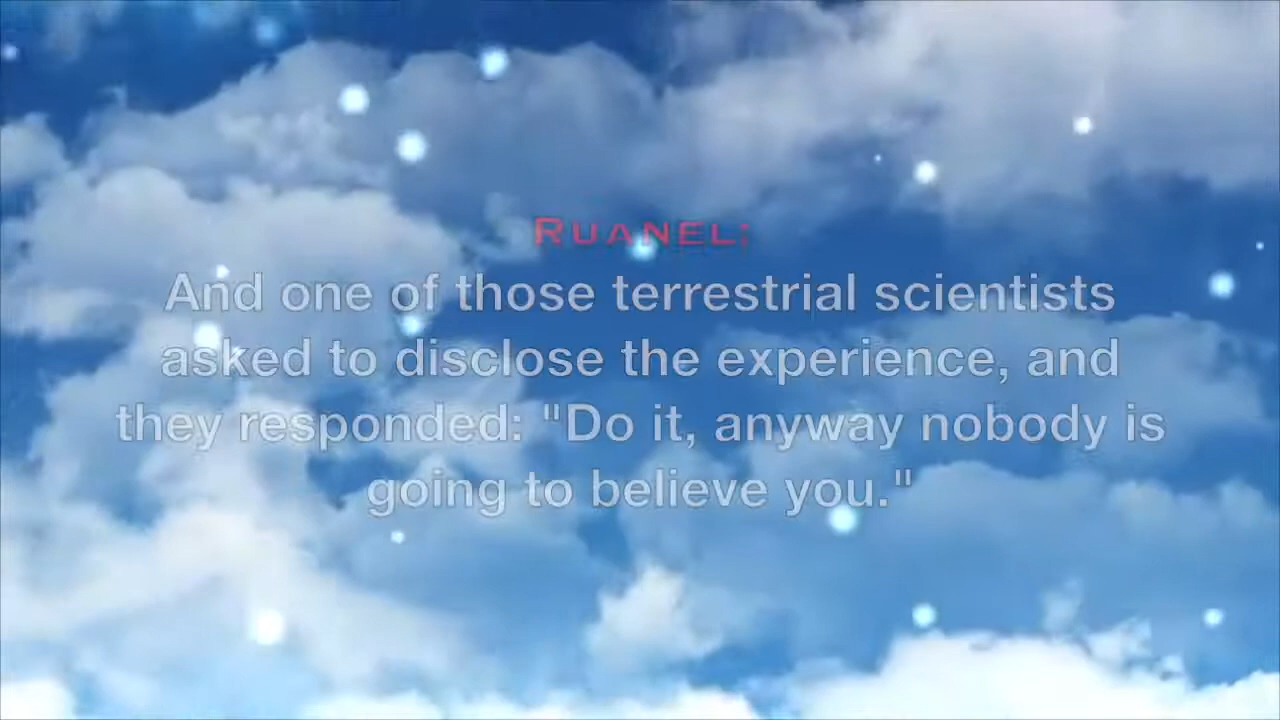 RUANEL:
And one of those terrestrial scientists
asked to disclose the experience, and
they responded: "Do it, anyway nobody is
going to believe you."